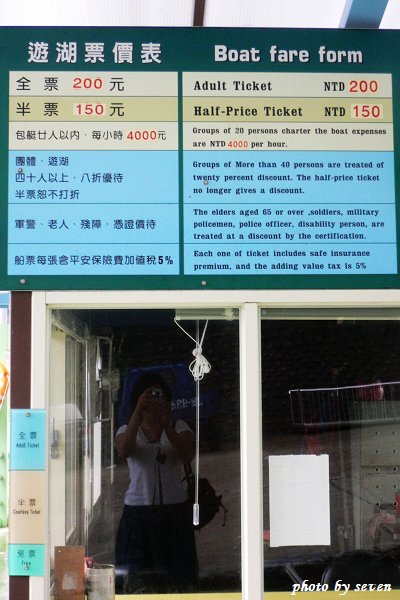 遊湖票價表
Boat fare form
全票 200 元
Adult Ticket NTD 200
半票 150 元
Half-Price Ticket NTD 150
包艇廿人以內，每小時 4000 元
Groups of 20 persons charter the boat expenses
are NTD 4000 per hour.
團體，遊湖
四十人以上，八折優待
半票恕不打折
Groups of More than 40 persons are treated of
twenty percent discount. The half-price ticket
no longer gives a discount.
軍警、老人、殘障，憑證價待
The elders aged 65 or over ,soldiers, military
policemen, police officer, disability person, are
treated at a discount by the certification.
船票每張含平安保險費加值稅 5%
Each one of ticket includes safe insurance
premium, and the adding value tax is 5%
全票
Adult Ticket
半票
Courtesy Ticket
免票
Free
photo by seven